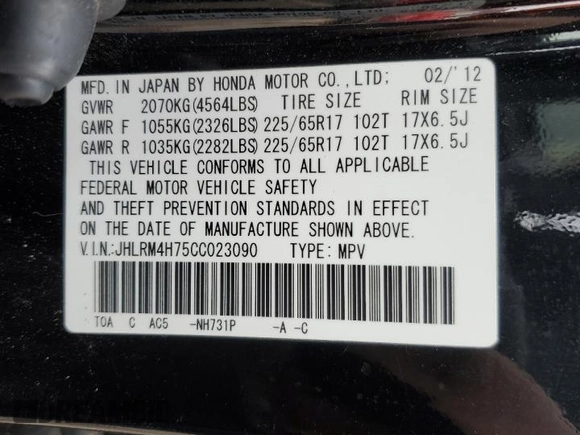 MFD. IN JAPAN BY HONDA MOTOR CO.,LTD; 02/'12
GVWR 2070KG(4564LBS) TIRE SIZE RIM SIZE
GAWR F 1055KG(2326LBS) 225/65R17 102T 17X6.5J
GAWR R 1035KG(2282LBS) 225/65R17 102T 17X6.5J
THIS VEHICLE CONFORMS TO ALL APPLICABLE
FEDERAL MOTOR VEHICLE SAFETY
AND THEFT PREVENTION STANDARDS IN EFFECT
ON THE DATE OF MANUFACTURE SHOWN ABOVE.
V.I.N.:JHLRM4H75CC023090 TYPE: MPV
TOA C AC5 -NH731P -A -C